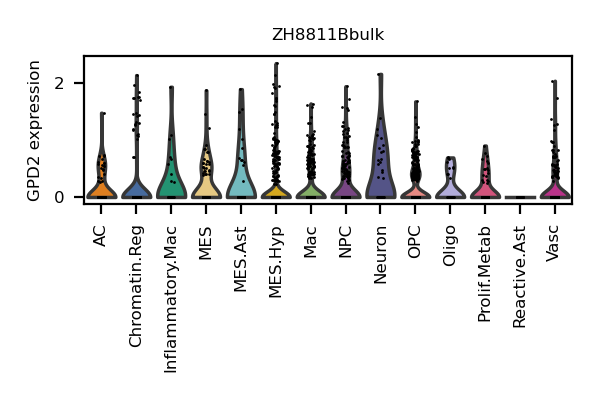 ZH8811Bbulk
GPD2 expression
2
0
AC
Chromatin.Reg
Inflammatory.Mac
MES
MES.Ast
MES.Hyp
Mac
NPC
Neuron
OPC
Oligo
Prolif.Metab
Reactive.Ast
Vasc